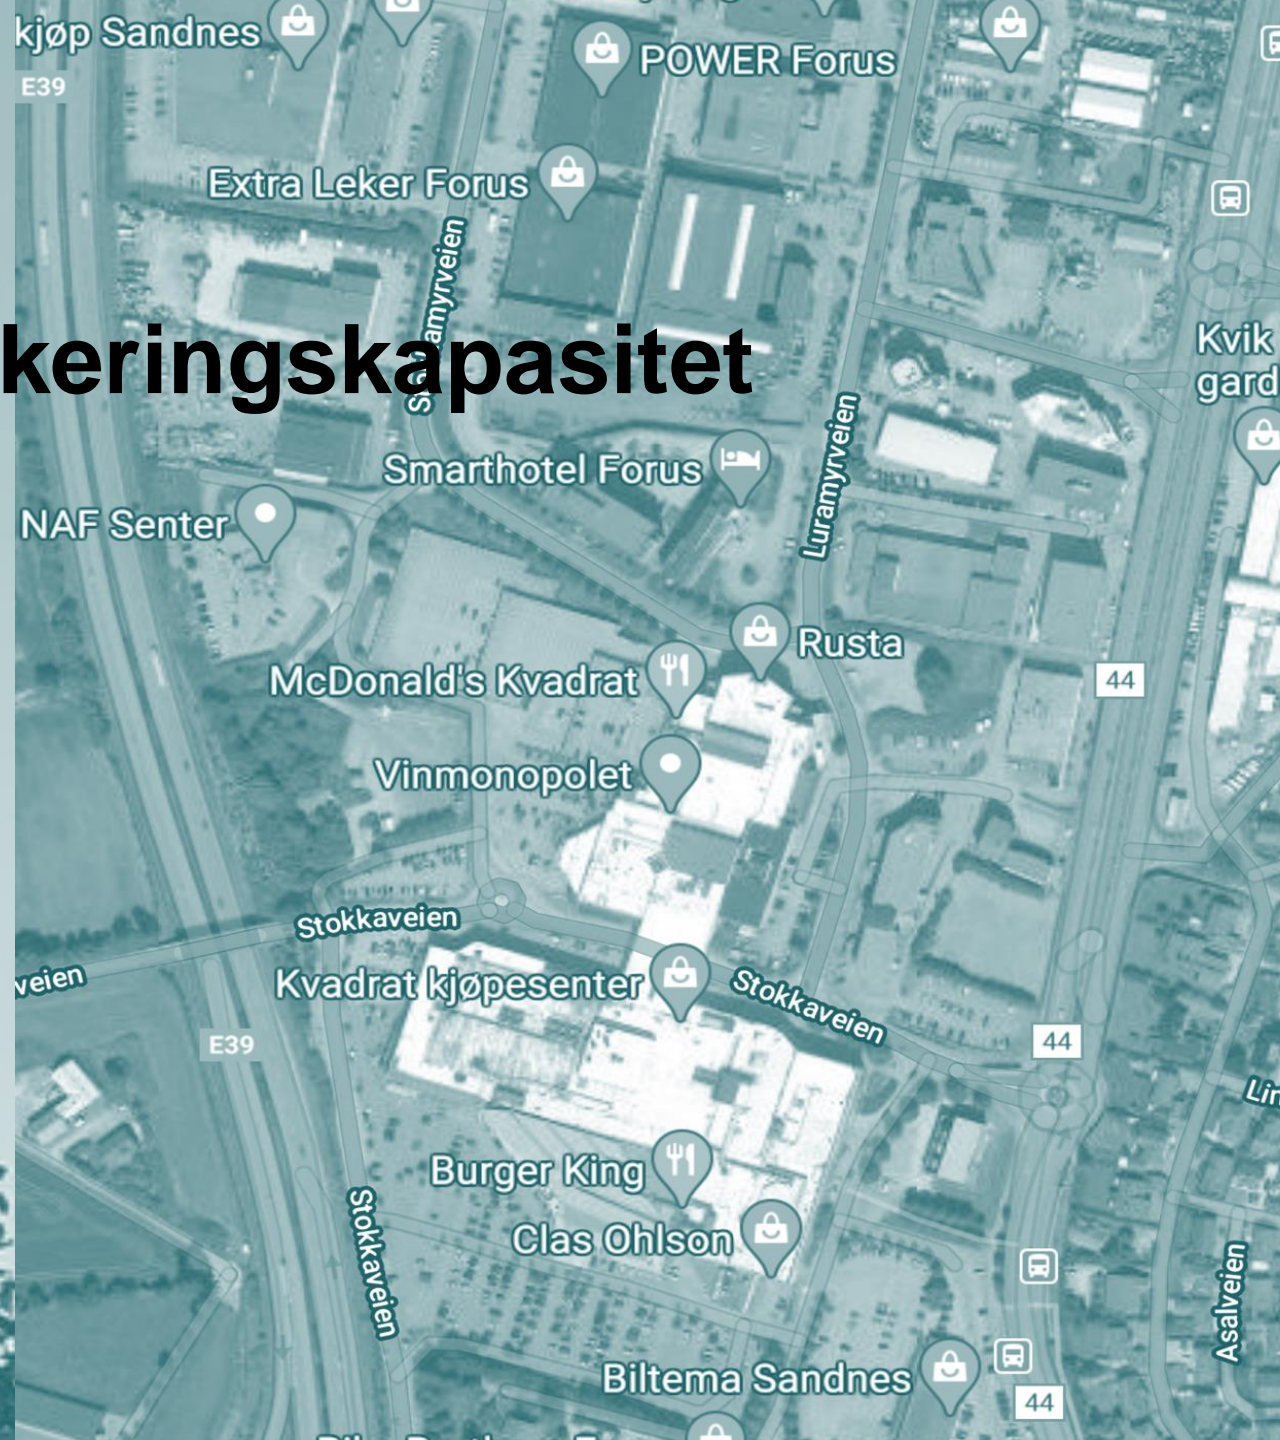 kjøp Sandnes
POWER Forus
E39
Extra Leker Forus
keringskapasitet
Kvik
gard
Luramyrveien
Smarthotel Forus
NAF Senter
Rusta
McDonald's Kvadrat
44
Vinmonopolet
Stokkaveien
veien
Kvadrat kjøpesenter
Stokkaveien
E39
44
Burger King
Clas Ohlson
Stokkaveien
Asalveien
Biltema Sandnes
44